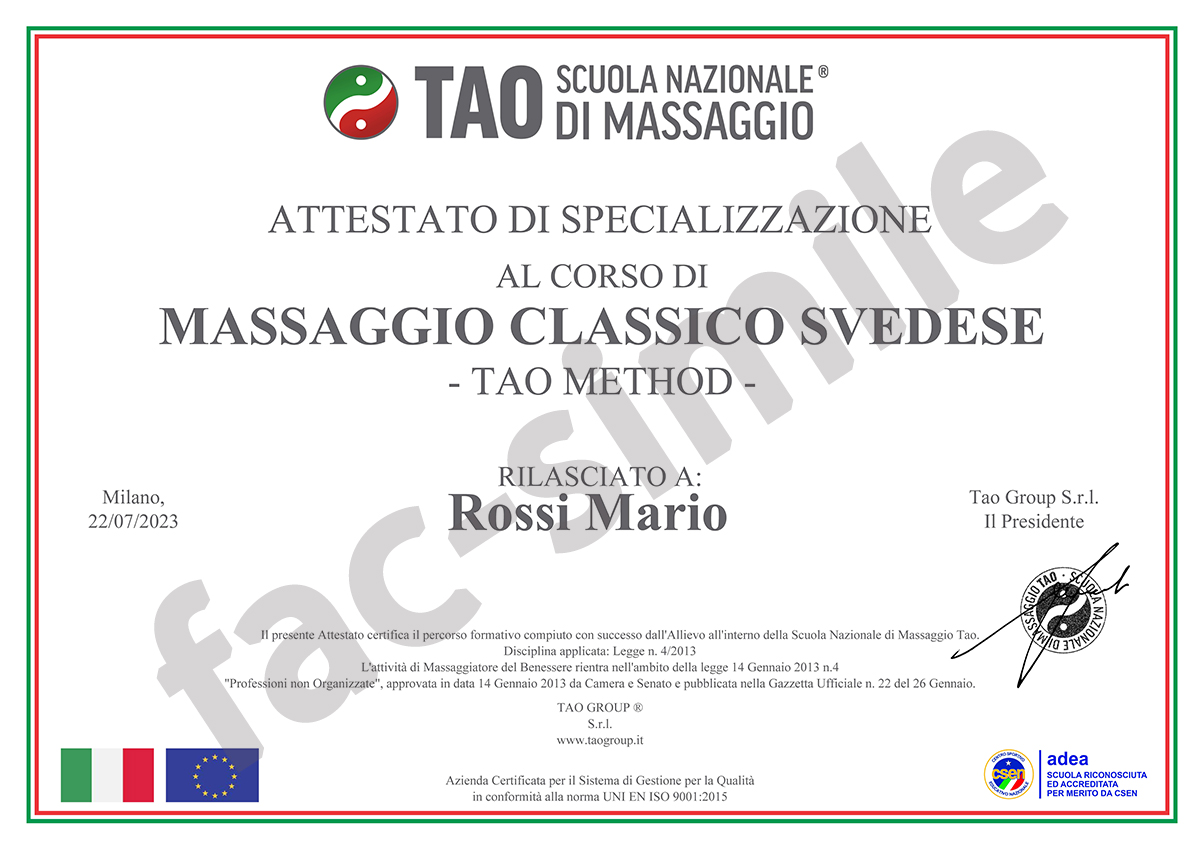 TAO SCUOLA NAZIONALE®
DI MASSAGGIO
ATTESTATO DI SPECIALIZZAZIONE
AL CORSO DI
MASSAGGIO CLASSICO SVEDESE
- TAO METHOD -
fac-simile
RILASCIATO A:
Rossi Mario
Milano,
22/07/2023
Tao Group S.r.l.
Il Presidente
TAO · SCUOLA NAZIONALE DI MASSAGGIO
Il presente Attestato certifica il percorso formativo compiuto con successo dall'Allievo all'interno della Scuola Nazionale di Massaggio Tao.
Disciplina applicata: Legge n. 4/2013
L'attività di Massaggiatore del Benessere rientra nell'ambito della legge 14 Gennaio 2013 n.4
"Professioni non Organizzate", approvata in data 14 Gennaio 2013 da Camera e Senato e pubblicata nella Gazzetta Ufficiale n. 22 del 26 Gennaio.
TAO GROUP ®
S.r.l.
www.taogroup.it
Azienda Certificata per il Sistema di Gestione per la Qualità
in conformità alla norma UNI EN ISO 9001:2015
CENTRO SPORTIVO
csen
EDUCATIVO NAZIONALE
adea
SCUOLA RICONOSCIUTA
ED ACCREDITATA
PER MERITO DA CSEN